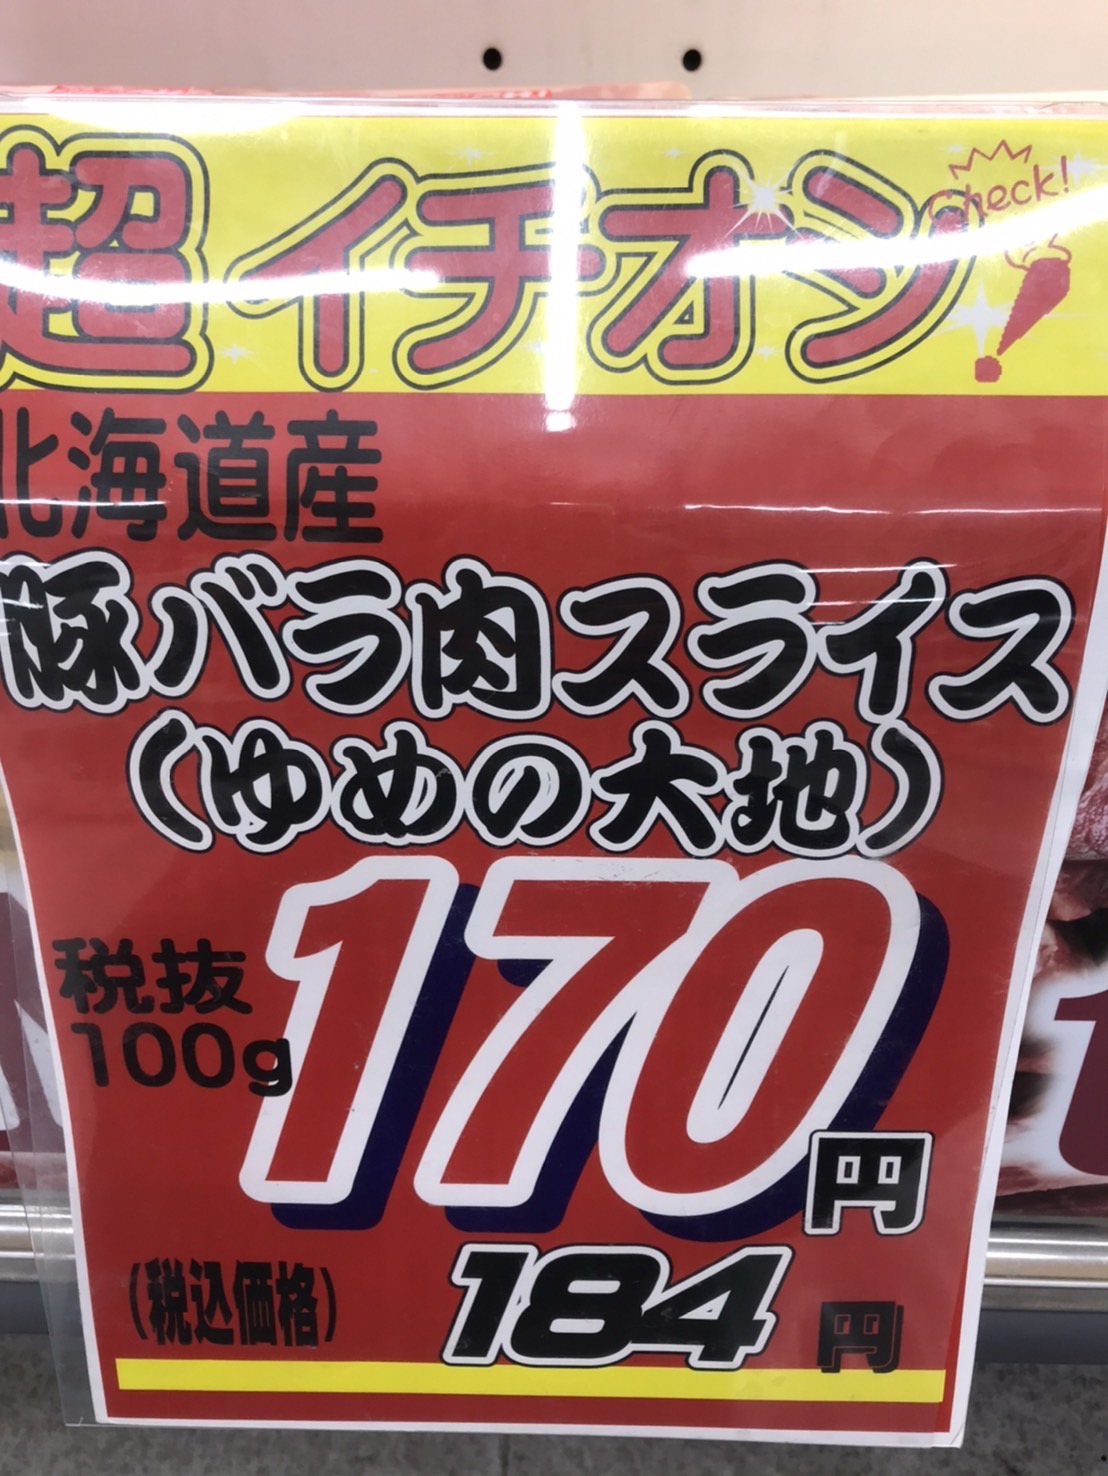 超イチオシ
Check!
北海道産
豚バラ肉スライス
(ゆめの大地)
税抜
100g
170円
(税込価格) 184円